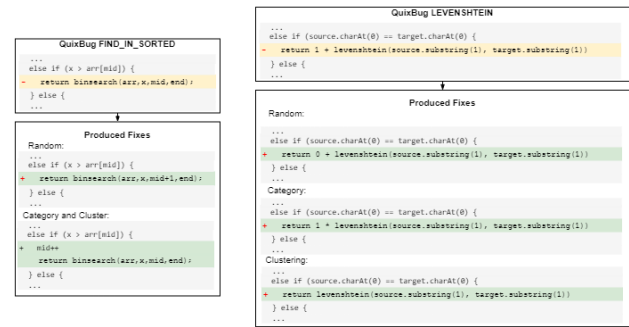 QuixBug FIND_IN_SORTED
...
else if (x > arr[mid]) {
- return binsearch(arr,x,mid,end);
} else {
...
Produced Fixes
Random:
...
else if (x > arr[mid]) {
+ return binsearch(arr,x,mid+1,end);
} else {
...
Category and Cluster:
...
else if (x > arr[mid]) {
+ mid++
return binsearch(arr,x,mid,end);
} else {
...
QuixBug LEVENSHTEIN
...
else if (source.charAt(0) == target.charAt(0) {
- return 1 + levenshtein(source.substring(1), target.substring(1))
} else {
...
Produced Fixes
Random:
...
else if (source.charAt(0) == target.charAt(0) {
+ return 0 + levenshtein(source.substring(1), target.substring(1))
} else {
...
Category:
...
else if (source.charAt(0) == target.charAt(0) {
+ return 1 * levenshtein(source.substring(1), target.substring(1))
} else {
...
Clustering:
...
else if (source.charAt(0) == target.charAt(0) {
+ return levenshtein(source.substring(1), target.substring(1))
} else {
...